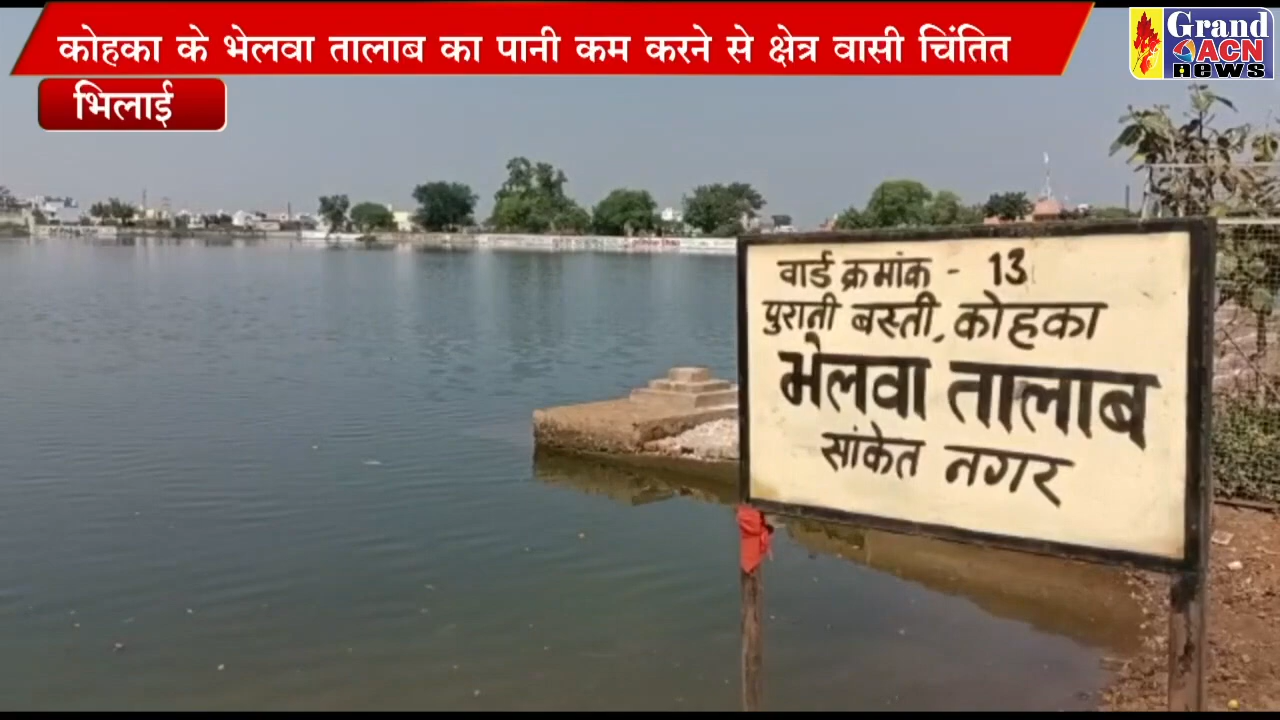 कोहका के भेलवा तालाब का पानी कम करने से क्षेत्र वासी चिंतित
Grand
ACN
news
भिलाई
वार्ड क्रमांक - 13
पुरानी बस्ती, कोहका
भेलवा तालाब
सांकेत नगर